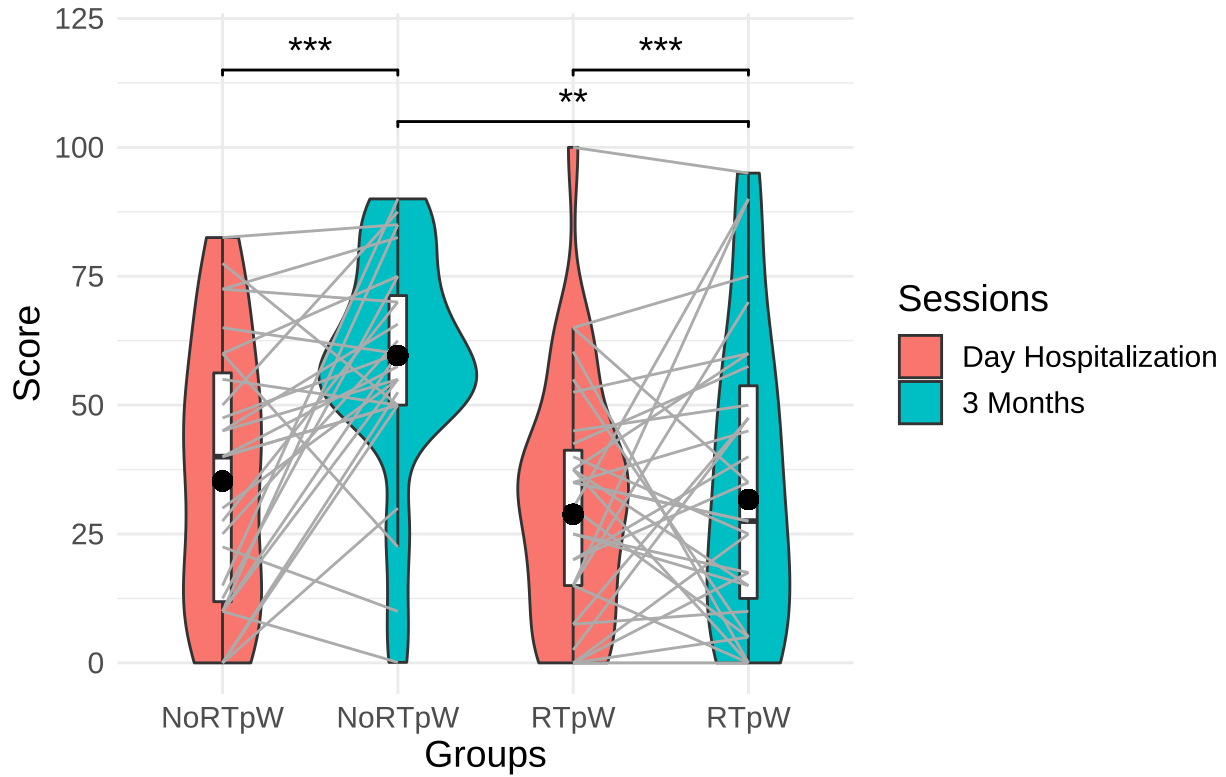 125
***
***
**
100
75
50
25
0
Score
NoRTpW
NoRTpW
RTpW
RTpW
Groups
Sessions
Day Hospitalization
3 Months